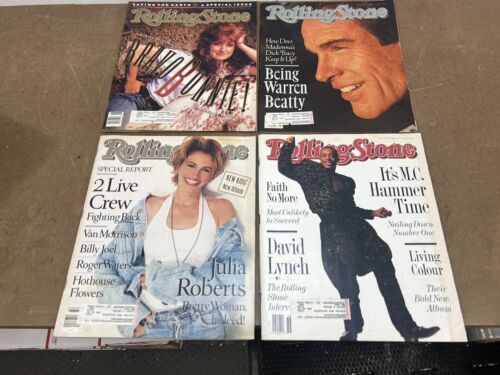 SAVING THE EARTH
A SPECIAL ISSUE
Rolling Stone
BRAVO
BONNIE!
Rolling Stone
How Does
Madonna's
Dick Tracy
Keep It Up?
Being
Warren
Beatty
Rolling Stone
SPECIAL REPORT
2 Live
Crew
Fighting Back
Van Morrison
Billy Joel
Roger Waters
Hothouse
Flowers
NEW KIDS'
New Album
Julia
Roberts
Pretty Woman,
Indeed!
Rolling Stone
Faith
No More
Most Unlikely
to Succeed
David
Lynch
The Rolling
Stone
It's M.C.
Hammer
Time
Nailing Down
Number One
Living
Colour
Their
Bold New
Album